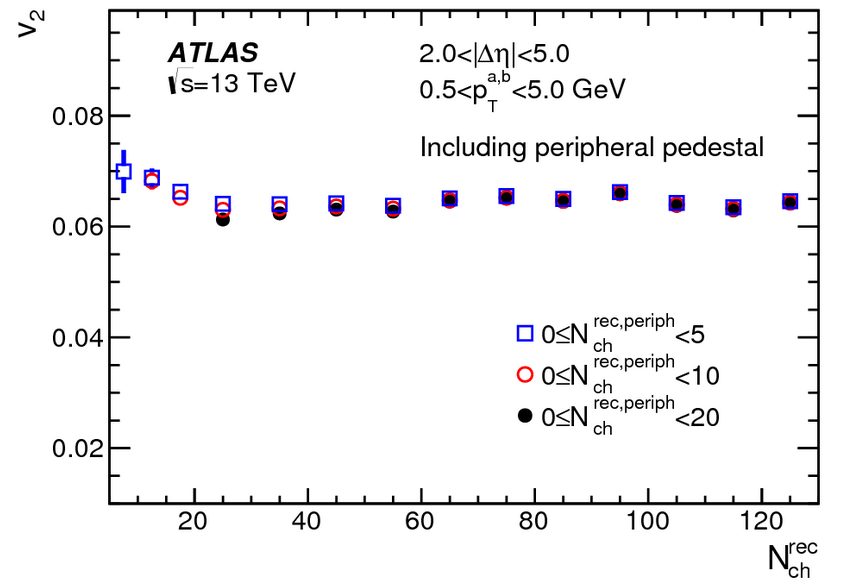 v2
ATLAS
√s=13 TeV
2.0<|Δη|<5.0
0.5<p_T^{a,b}<5.0 GeV
Including peripheral pedestal
0.08
0.06
0.04
0.02
0≤N_ch^{rec,periph}<5
0≤N_ch^{rec,periph}<10
0≤N_ch^{rec,periph}<20
20 40 60 80 100 120
N_ch^{rec}